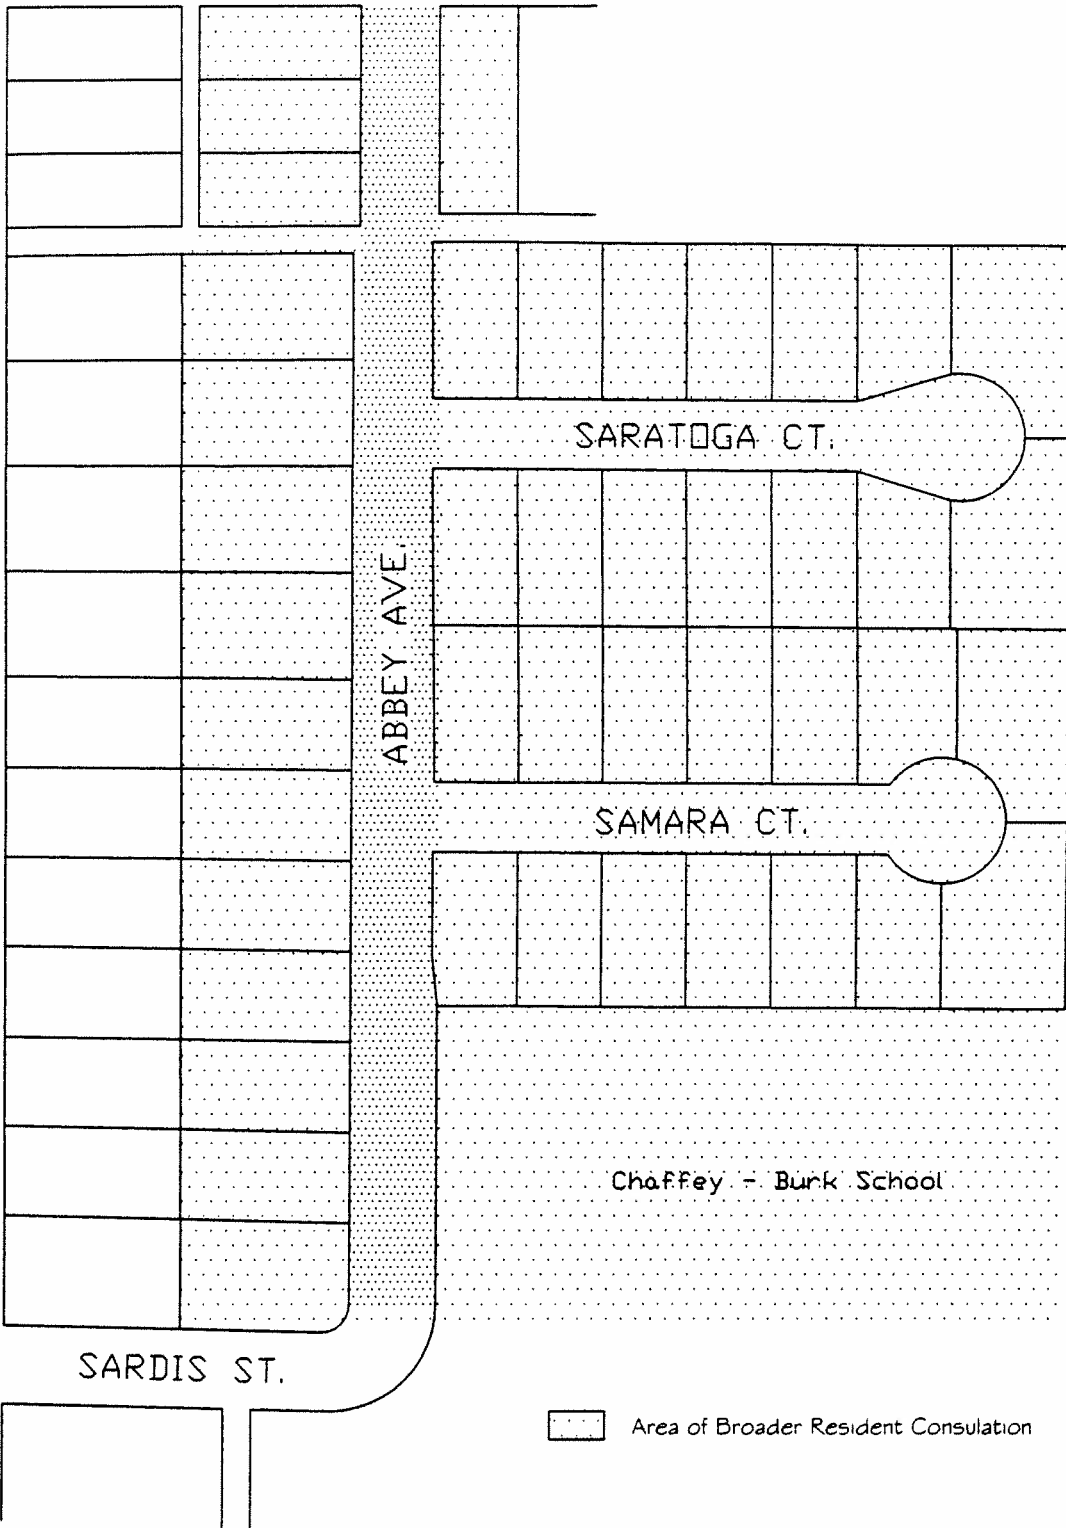 SARATOGA CT.
ABBEY AVE.
SAMARA CT.
Chaffey - Burk School
SARDIS ST.
Area of Broader Resident Consulation